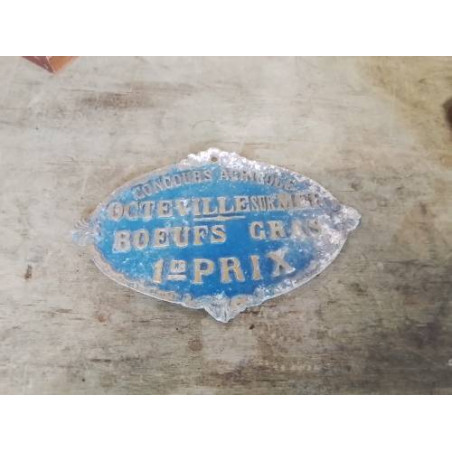 CONCOURS AGRICOLE
OCTEVILLE SUR MER
BOEUFS GRAS
1ER PRIX